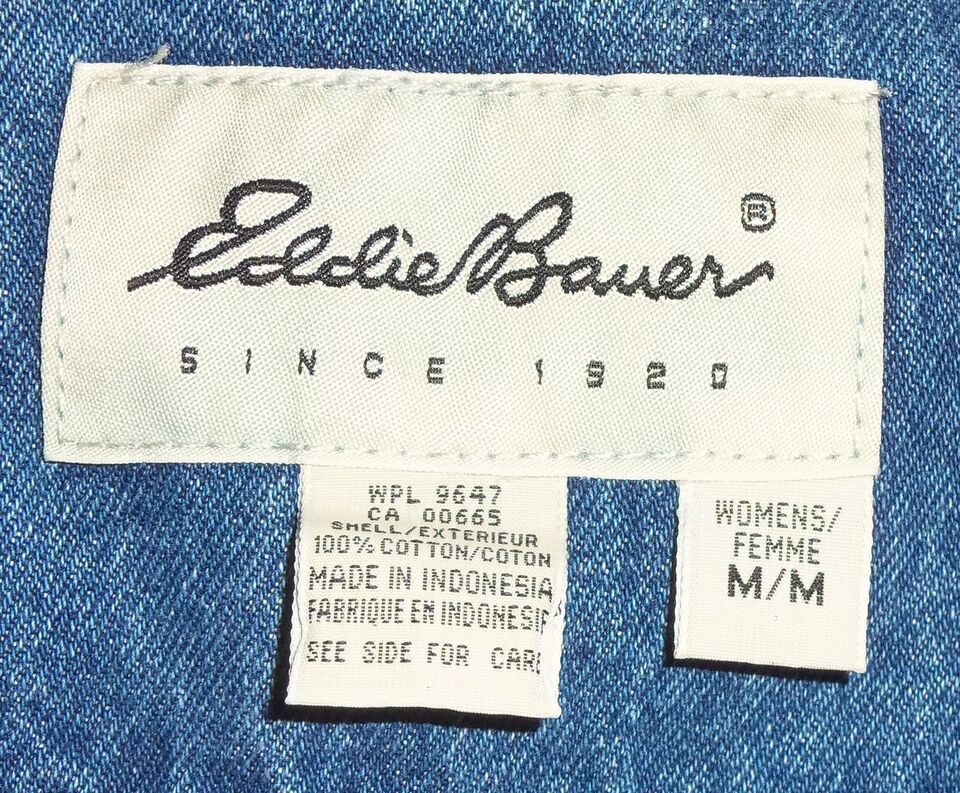 Eddie Bauer ®
SINCE 1920
WPL 9647
CA 00665
SHELL/EXTERIEUR
100% COTTON/COTON
MADE IN INDONESIA
FABRIQUE EN INDONESIE
SEE SIDE FOR CARE
WOMENS/
FEMME
M/M